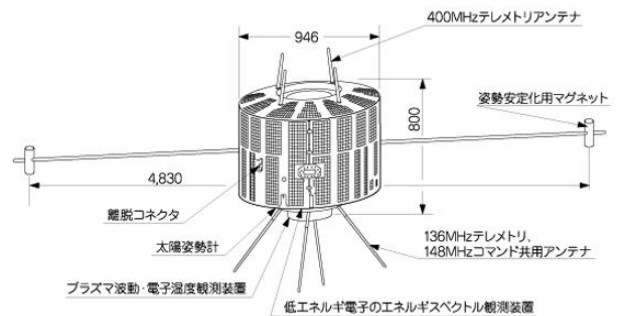 400MHzテレメトリアンテナ
946
姿勢安定化用マグネット
800
4,830
離脱コネクタ
太陽姿勢計
136MHzテレメトリ、
148MHzコマンド共用アンテナ
プラズマ波動・電子温度観測装置
低エネルギ電子のエネルギスペクトル観測装置